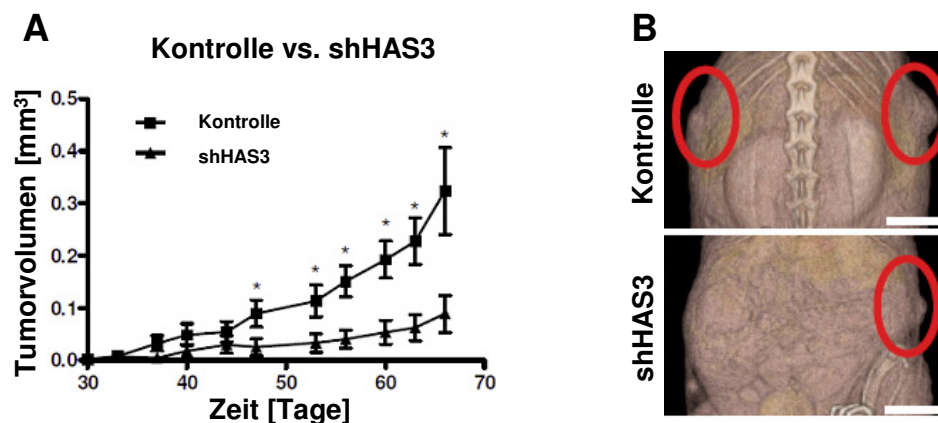 A
Kontrolle vs. shHAS3
Tumorvolumen [mm³]
0.5
0.4
0.3
0.2
0.1
0.0
Kontrolle
shHAS3
* * * * * *
30 40 50 60 70
Zeit [Tage]
B
Kontrolle
shHAS3